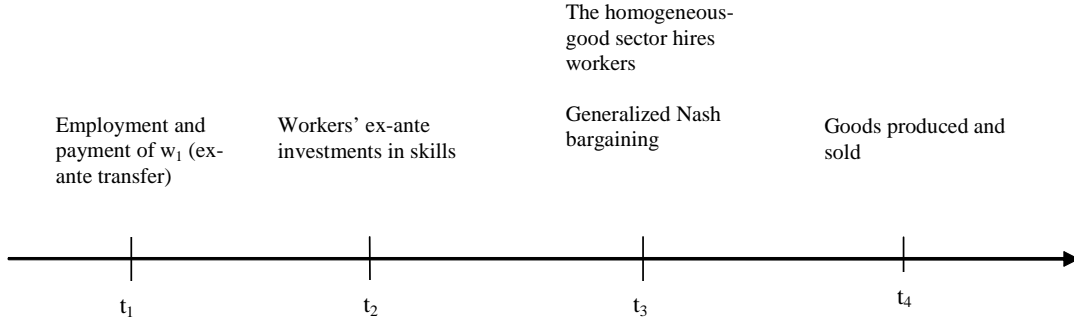 Employment and
payment of w₁ (ex-
ante transfer)
Workers’ ex-ante
investments in skills
The homogeneous-
good sector hires
workers
Generalized Nash
bargaining
Goods produced and
sold
t₁
t₂
t₃
t₄